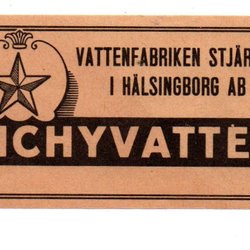 VATTENFABRIKEN STJÄR
I HÄLSINGBORG AB
ICHYVATTE